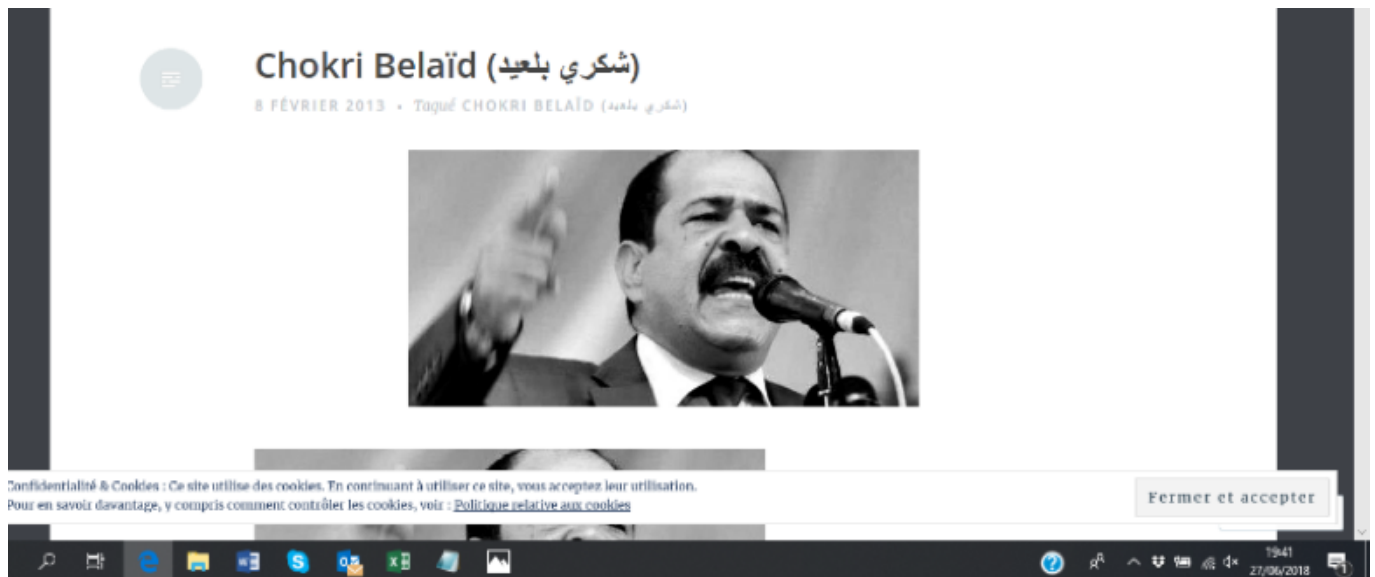 Chokri Belaïd (شكري بلعيد)
8 FÉVRIER 2013 • Taqué CHOKRI BELAÏD (شكري بلعيد)
Confidentialité & Cookies : Ce site utilise des cookies. En continuant à utiliser ce site, vous acceptez leur utilisation.
Pour en savoir davantage, y compris comment contrôler les cookies, voir : Politique relative aux cookies
Fermer et accepter
19:41
27/06/2018